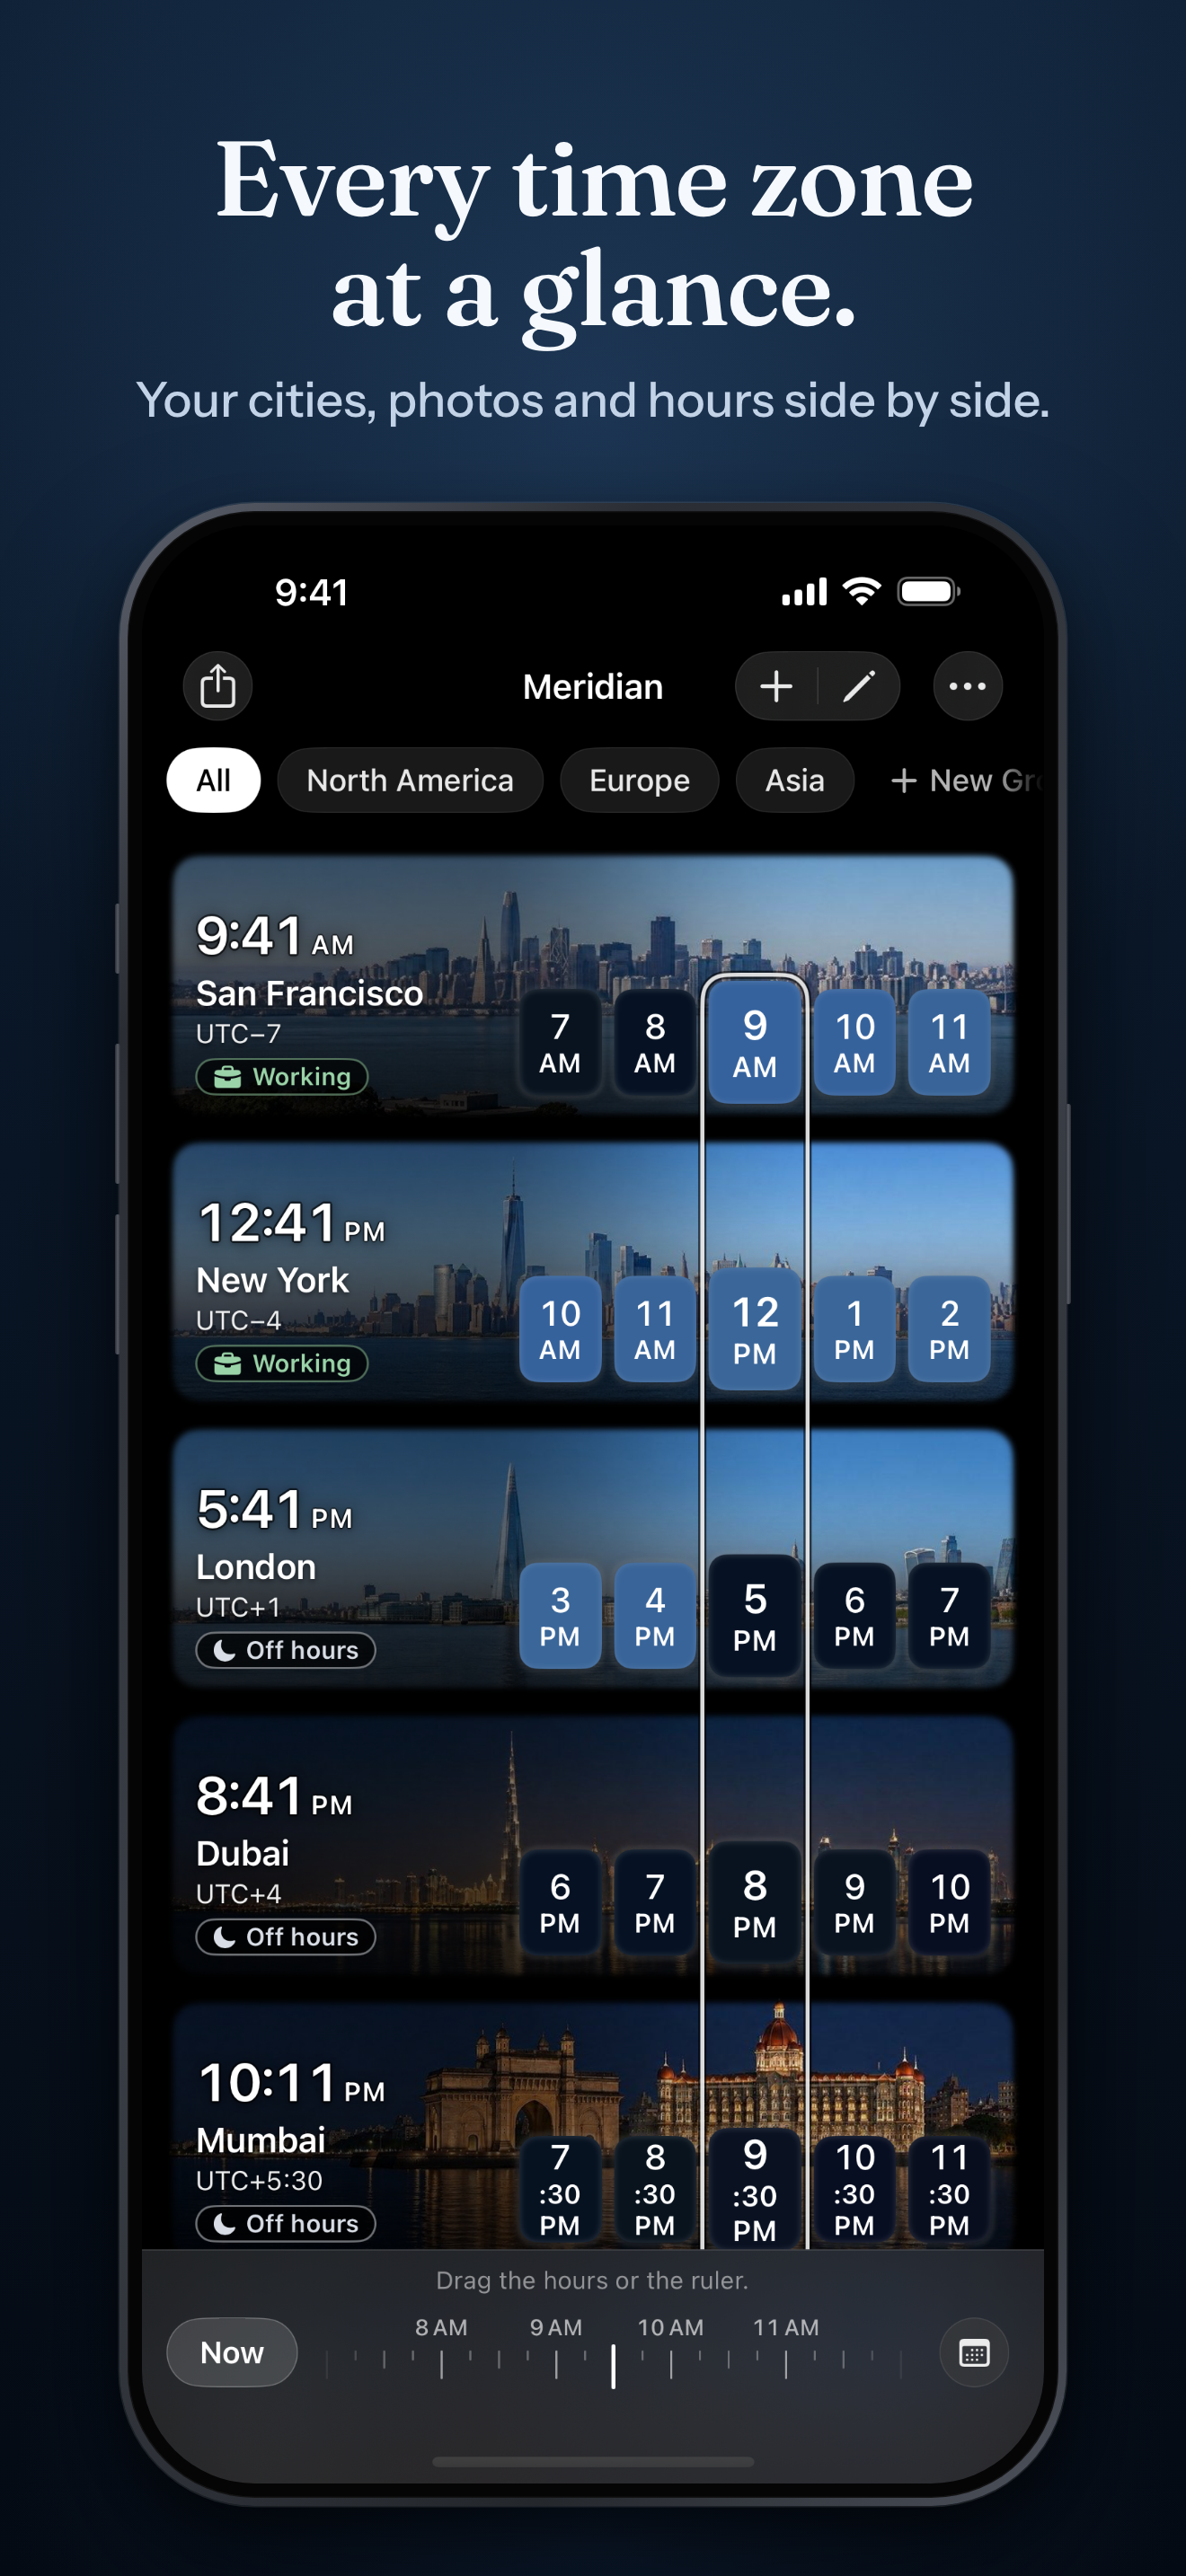 Every time zone
at a glance.
Your cities, photos and hours side by side.
9:41
Meridian
All North America Europe Asia + New Gro
9:41 AM
San Francisco
UTC−7
Working
7 AM 8 AM 9 AM 10 AM 11 AM
12:41 PM
New York
UTC−4
Working
10 AM 11 AM 12 PM 1 PM 2 PM
5:41 PM
London
UTC+1
Off hours
3 PM 4 PM 5 PM 6 PM 7 PM
8:41 PM
Dubai
UTC+4
Off hours
6 PM 7 PM 8 PM 9 PM 10 PM
10:11 PM
Mumbai
UTC+5:30
Off hours
7 :30 PM 8 :30 PM 9 :30 PM 10 :30 PM 11 :30 PM
Drag the hours or the ruler.
Now
8 AM 9 AM 10 AM 11 AM